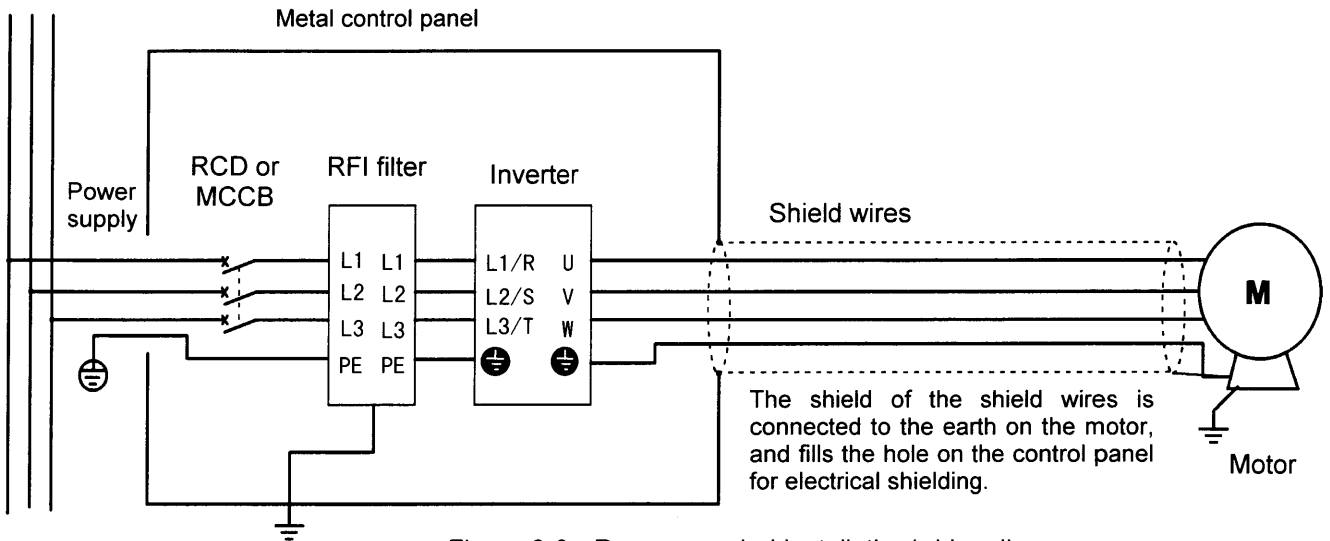 Metal control panel
RCD or
MCCB
RFI filter
Inverter
Power
supply
Shield wires
L1 L1
L2 L2
L3 L3
PE PE
L1/R U
L2/S V
L3/T W
M
The shield of the shield wires is
connected to the earth on the motor,
and fills the hole on the control panel
for electrical shielding.
Motor